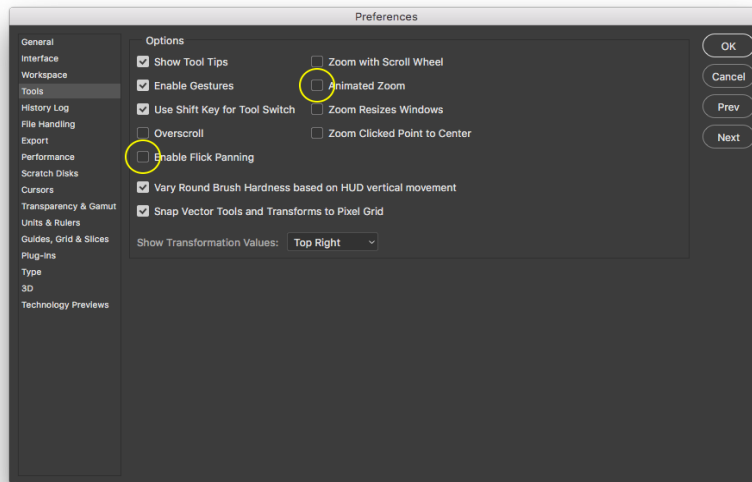 Preferences
General
Interface
Workspace
Tools
History Log
File Handling
Export
Performance
Scratch Disks
Cursors
Transparency & Gamut
Units & Rulers
Guides, Grid & Slices
Plug-Ins
Type
3D
Technology Previews
Options
Show Tool Tips
Enable Gestures
Use Shift Key for Tool Switch
Overscroll
Enable Flick Panning
Zoom with Scroll Wheel
Animated Zoom
Zoom Resizes Windows
Zoom Clicked Point to Center
Vary Round Brush Hardness based on HUD vertical movement
Snap Vector Tools and Transforms to Pixel Grid
Show Transformation Values: Top Right
OK
Cancel
Prev
Next